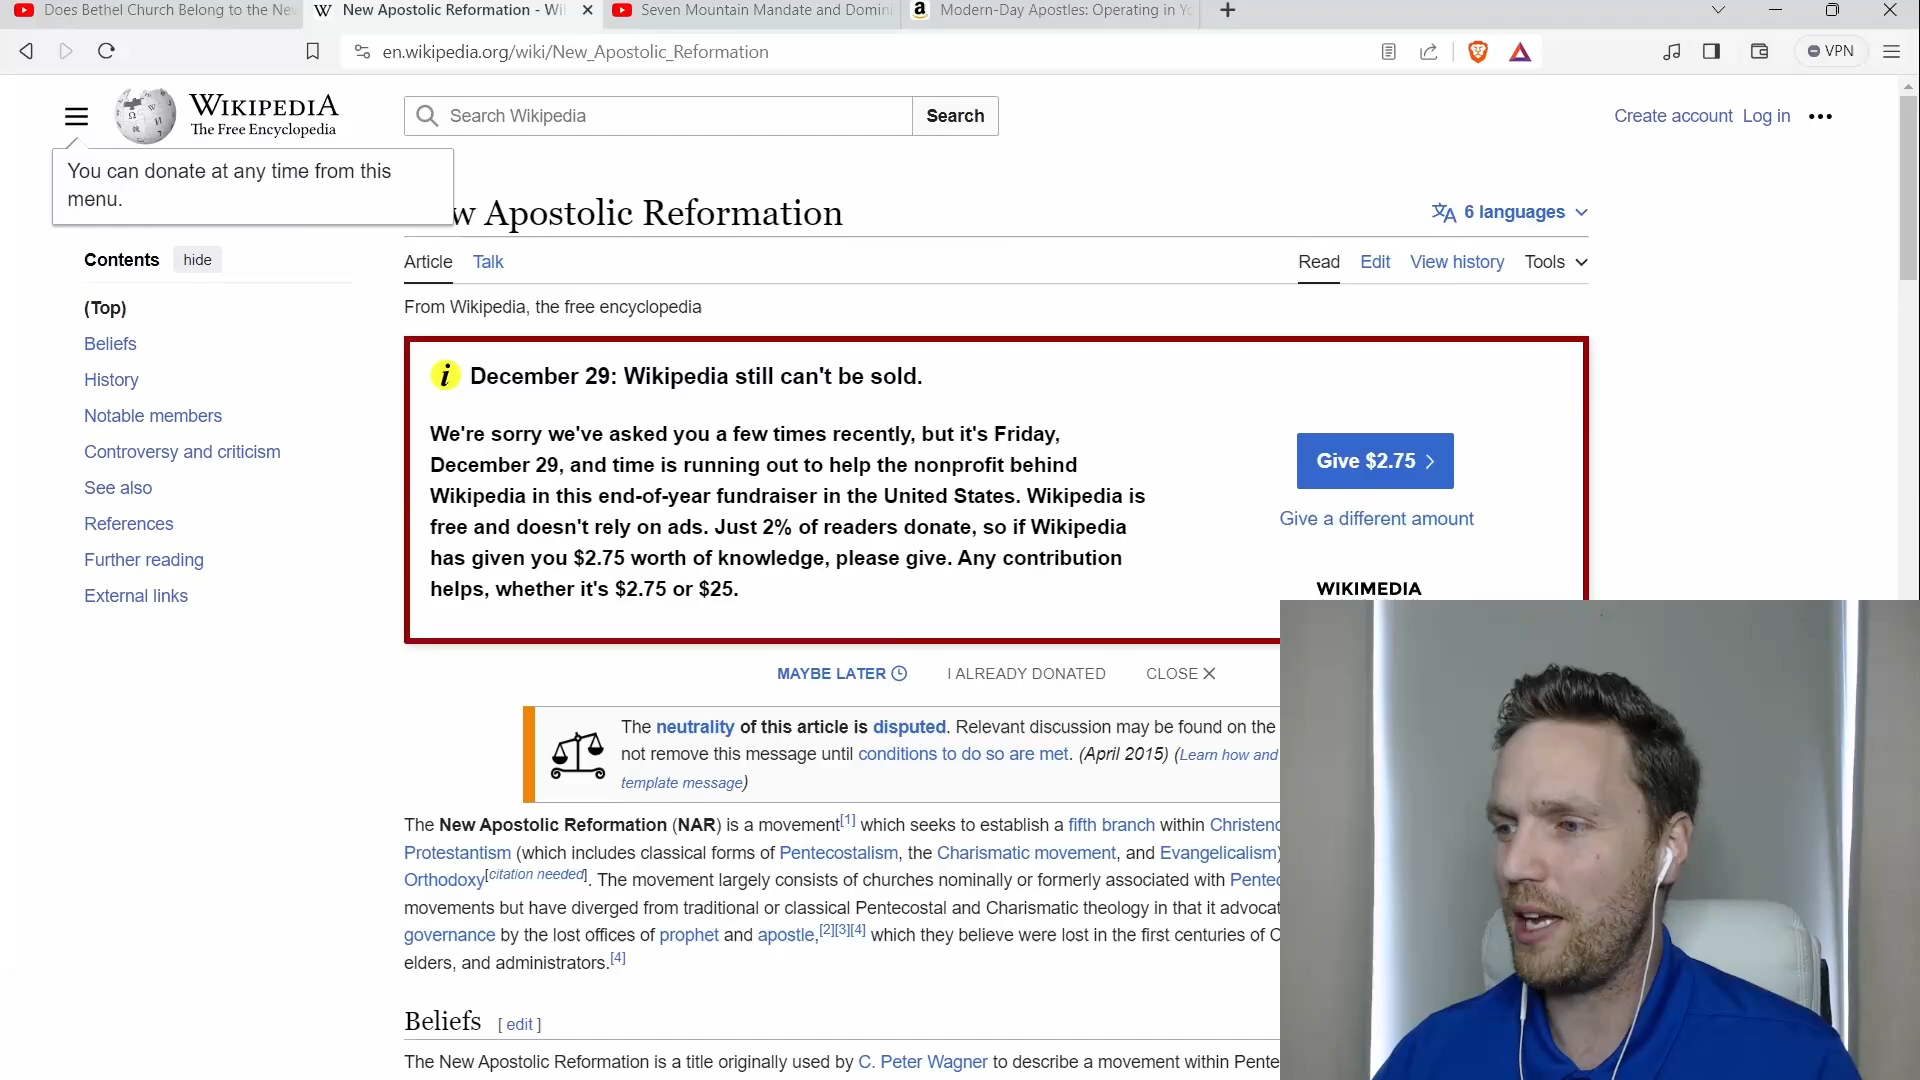 Does Bethel Church Belong to the Nev
New Apostolic Reformation - Wil
Seven Mountain Mandate and Domini
Modern-Day Apostles: Operating in Yo
en.wikipedia.org/wiki/New_Apostolic_Reformation
VPN
WIKIPEDIA
The Free Encyclopedia
Search Wikipedia
Search
Create account Log in
You can donate at any time from this
menu.
w Apostolic Reformation
6 languages
Contents hide
Article Talk
Read Edit View history Tools
(Top)
From Wikipedia, the free encyclopedia
Beliefs
History
Notable members
Controversy and criticism
See also
References
Further reading
External links
i December 29: Wikipedia still can't be sold.
We're sorry we've asked you a few times recently, but it's Friday,
December 29, and time is running out to help the nonprofit behind
Wikipedia in this end-of-year fundraiser in the United States. Wikipedia is
free and doesn't rely on ads. Just 2% of readers donate, so if Wikipedia
has given you $2.75 worth of knowledge, please give. Any contribution
helps, whether it's $2.75 or $25.
Give $2.75
Give a different amount
WIKIMEDIA
MAYBE LATER I ALREADY DONATED CLOSE
The neutrality of this article is disputed. Relevant discussion may be found on the
not remove this message until conditions to do so are met. (April 2015) (Learn how and
template message)
The New Apostolic Reformation (NAR) is a movement[1] which seeks to establish a fifth branch within Christend
Protestantism (which includes classical forms of Pentecostalism, the Charismatic movement, and Evangelicalism)
Orthodoxy[citation needed]. The movement largely consists of churches nominally or formerly associated with Pentec
movements but have diverged from traditional or classical Pentecostal and Charismatic theology in that it advocat
governance by the lost offices of prophet and apostle,[2][3][4] which they believe were lost in the first centuries of C
elders, and administrators.[4]
Beliefs [ edit ]
The New Apostolic Reformation is a title originally used by C. Peter Wagner to describe a movement within Pente